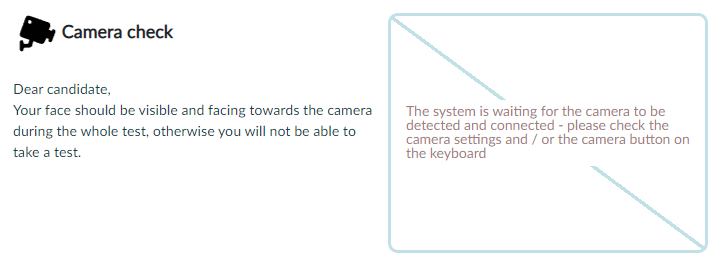 Camera check
Dear candidate,
Your face should be visible and facing towards the camera
during the whole test, otherwise you will not be able to
take a test.
The system is waiting for the camera to be
detected and connected - please check the
camera settings and / or the camera button on
the keyboard